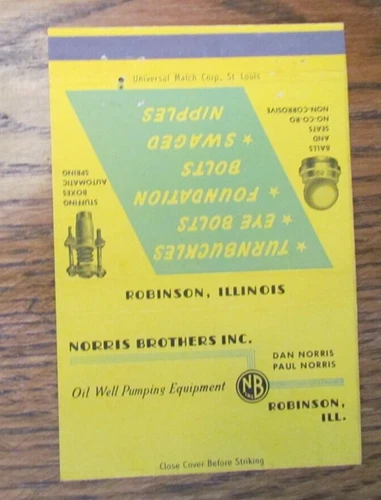 Universal Match Corp., St Louis
★ TURNBUCKLES
★ EYE BOLTS
★ FOUNDATION
BOLTS
★ SWAGED
NIPPLES
BALLS
AND
SEATS
NO-CO-RO
NON-CORROSIVE
STUFFING
BOXES
AUTOMATIC
SPRING
ROBINSON, ILLINOIS
NORRIS BROTHERS INC.
DAN NORRIS
PAUL NORRIS
Oil Well Pumping Equipment
NB
ROBINSON,
ILL.
Close Cover Before Striking